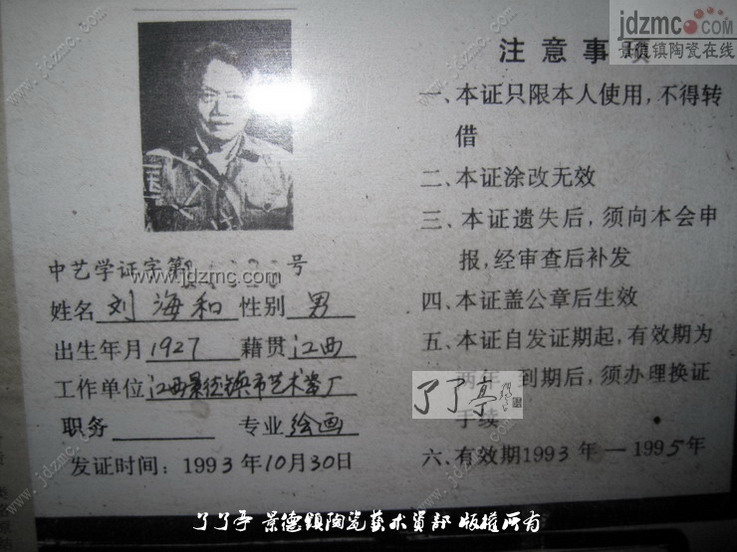 中艺学证字第 号
姓名 刘海和 性别 男
出生年月 1927 藉贯 江西
工作单位 江西景德镇市艺术瓷厂
职务 专业 绘画
发证时间：1993年10月30日
注意事项
一、本证只限本人使用，不得转
借
二、本证涂改无效
三、本证遗失后，须向本会申
报，经审查后补发
四、本证盖公章后生效
五、本证自发证期起，有效期为
两年，到期后，须办理换证
手续
六、有效期1993年—1995年
jdzmc.com
景德镇陶瓷在线
www.jdzmc.com
了了亭
了了亭 景德镇陶瓷艺术资部 版权所有